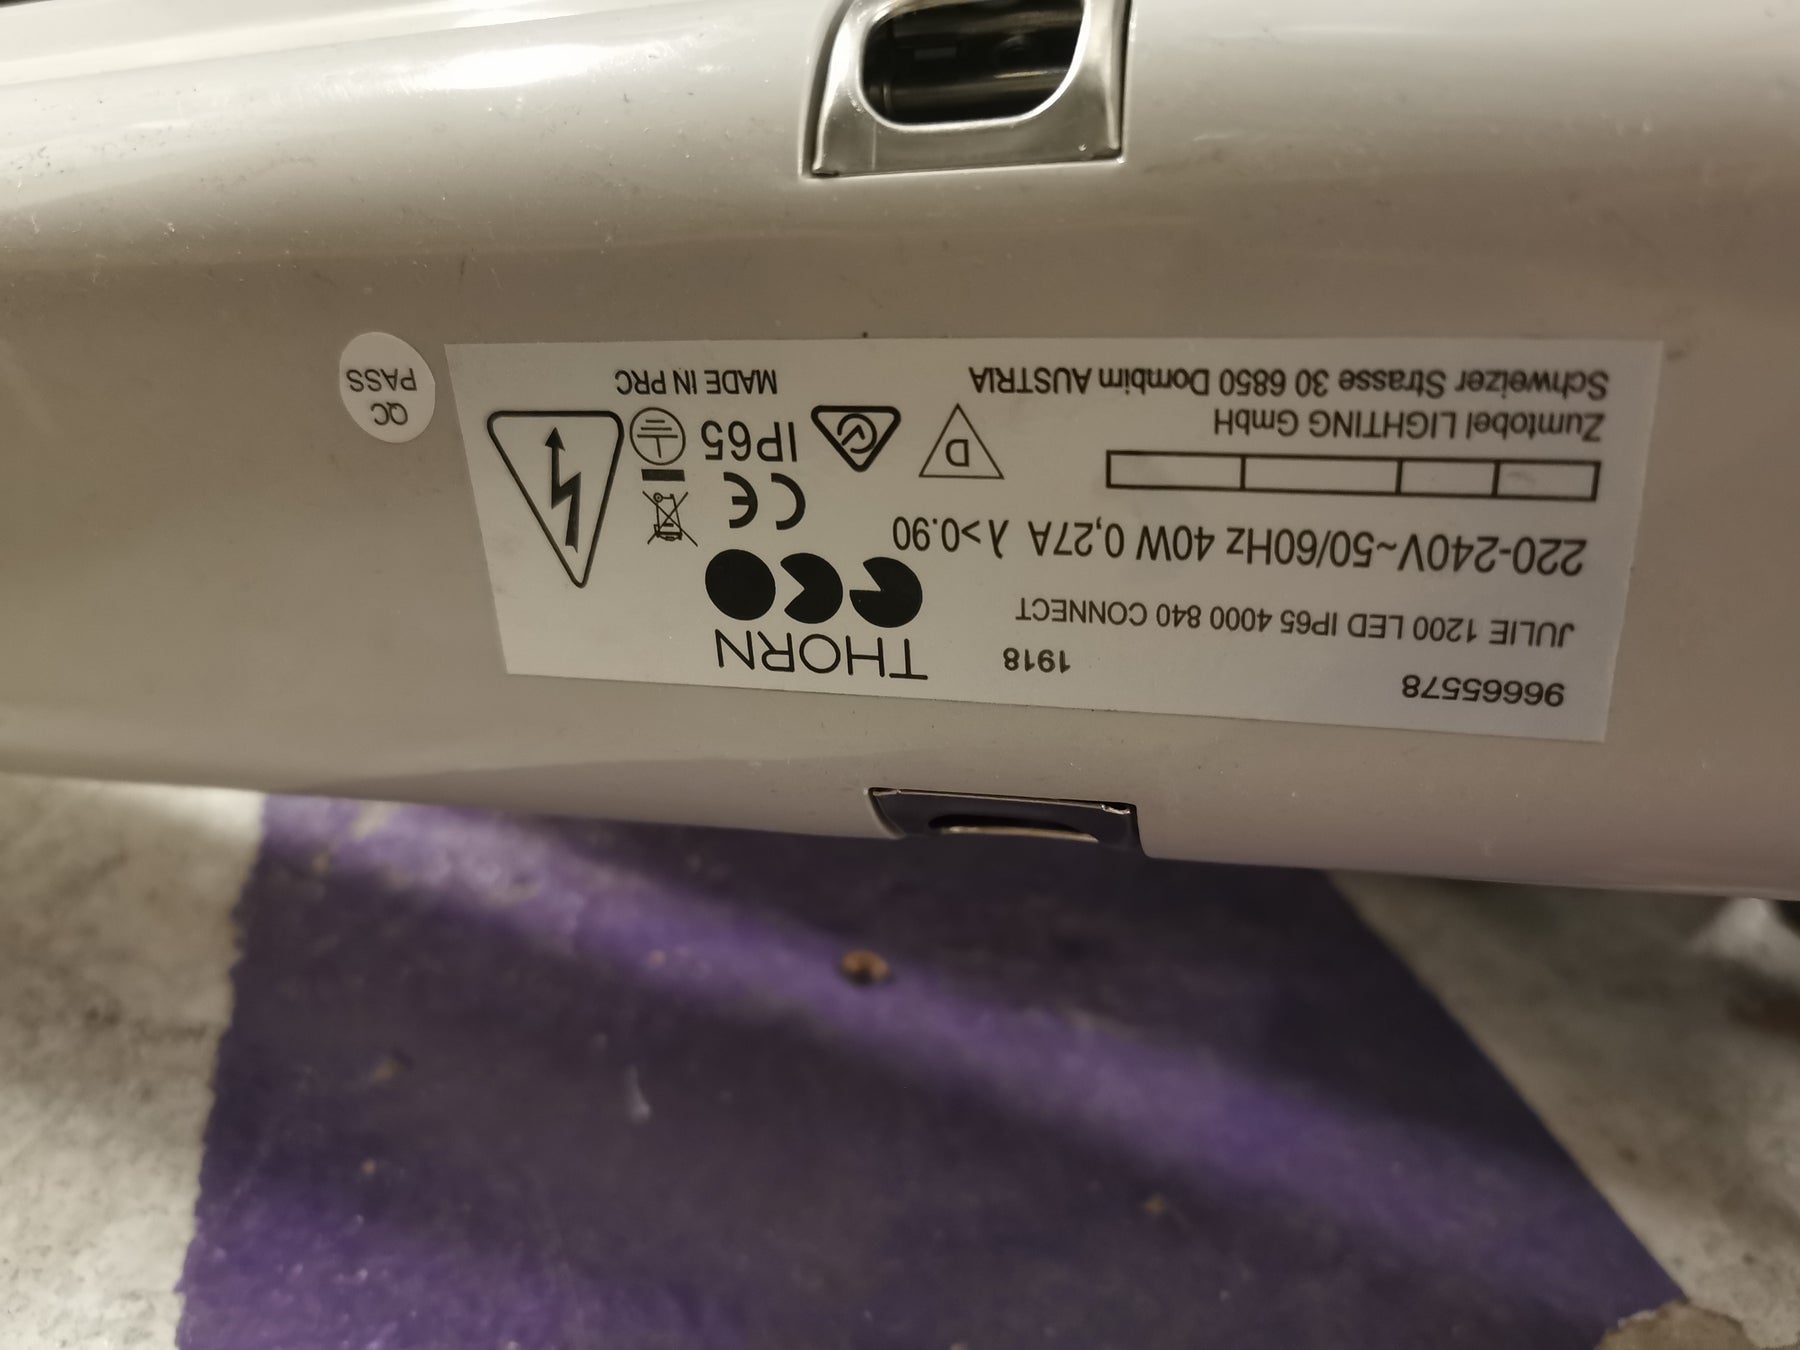 96665578
1918
THORN
eco
JULIE 1200 LED IP65 4000 840 CONNECT
220-240V~50/60Hz 40W 0,27A λ>0.90
CE
D
IP65
Zumtobel LIGHTING GmbH
Schweizer Strasse 30 6850 Dornbirn AUSTRIA
MADE IN PRC
QC
PASS